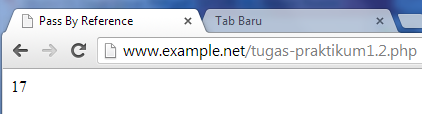 Pass By Reference Tab Baru
www.example.net/tugas-praktikum1.2.php
17